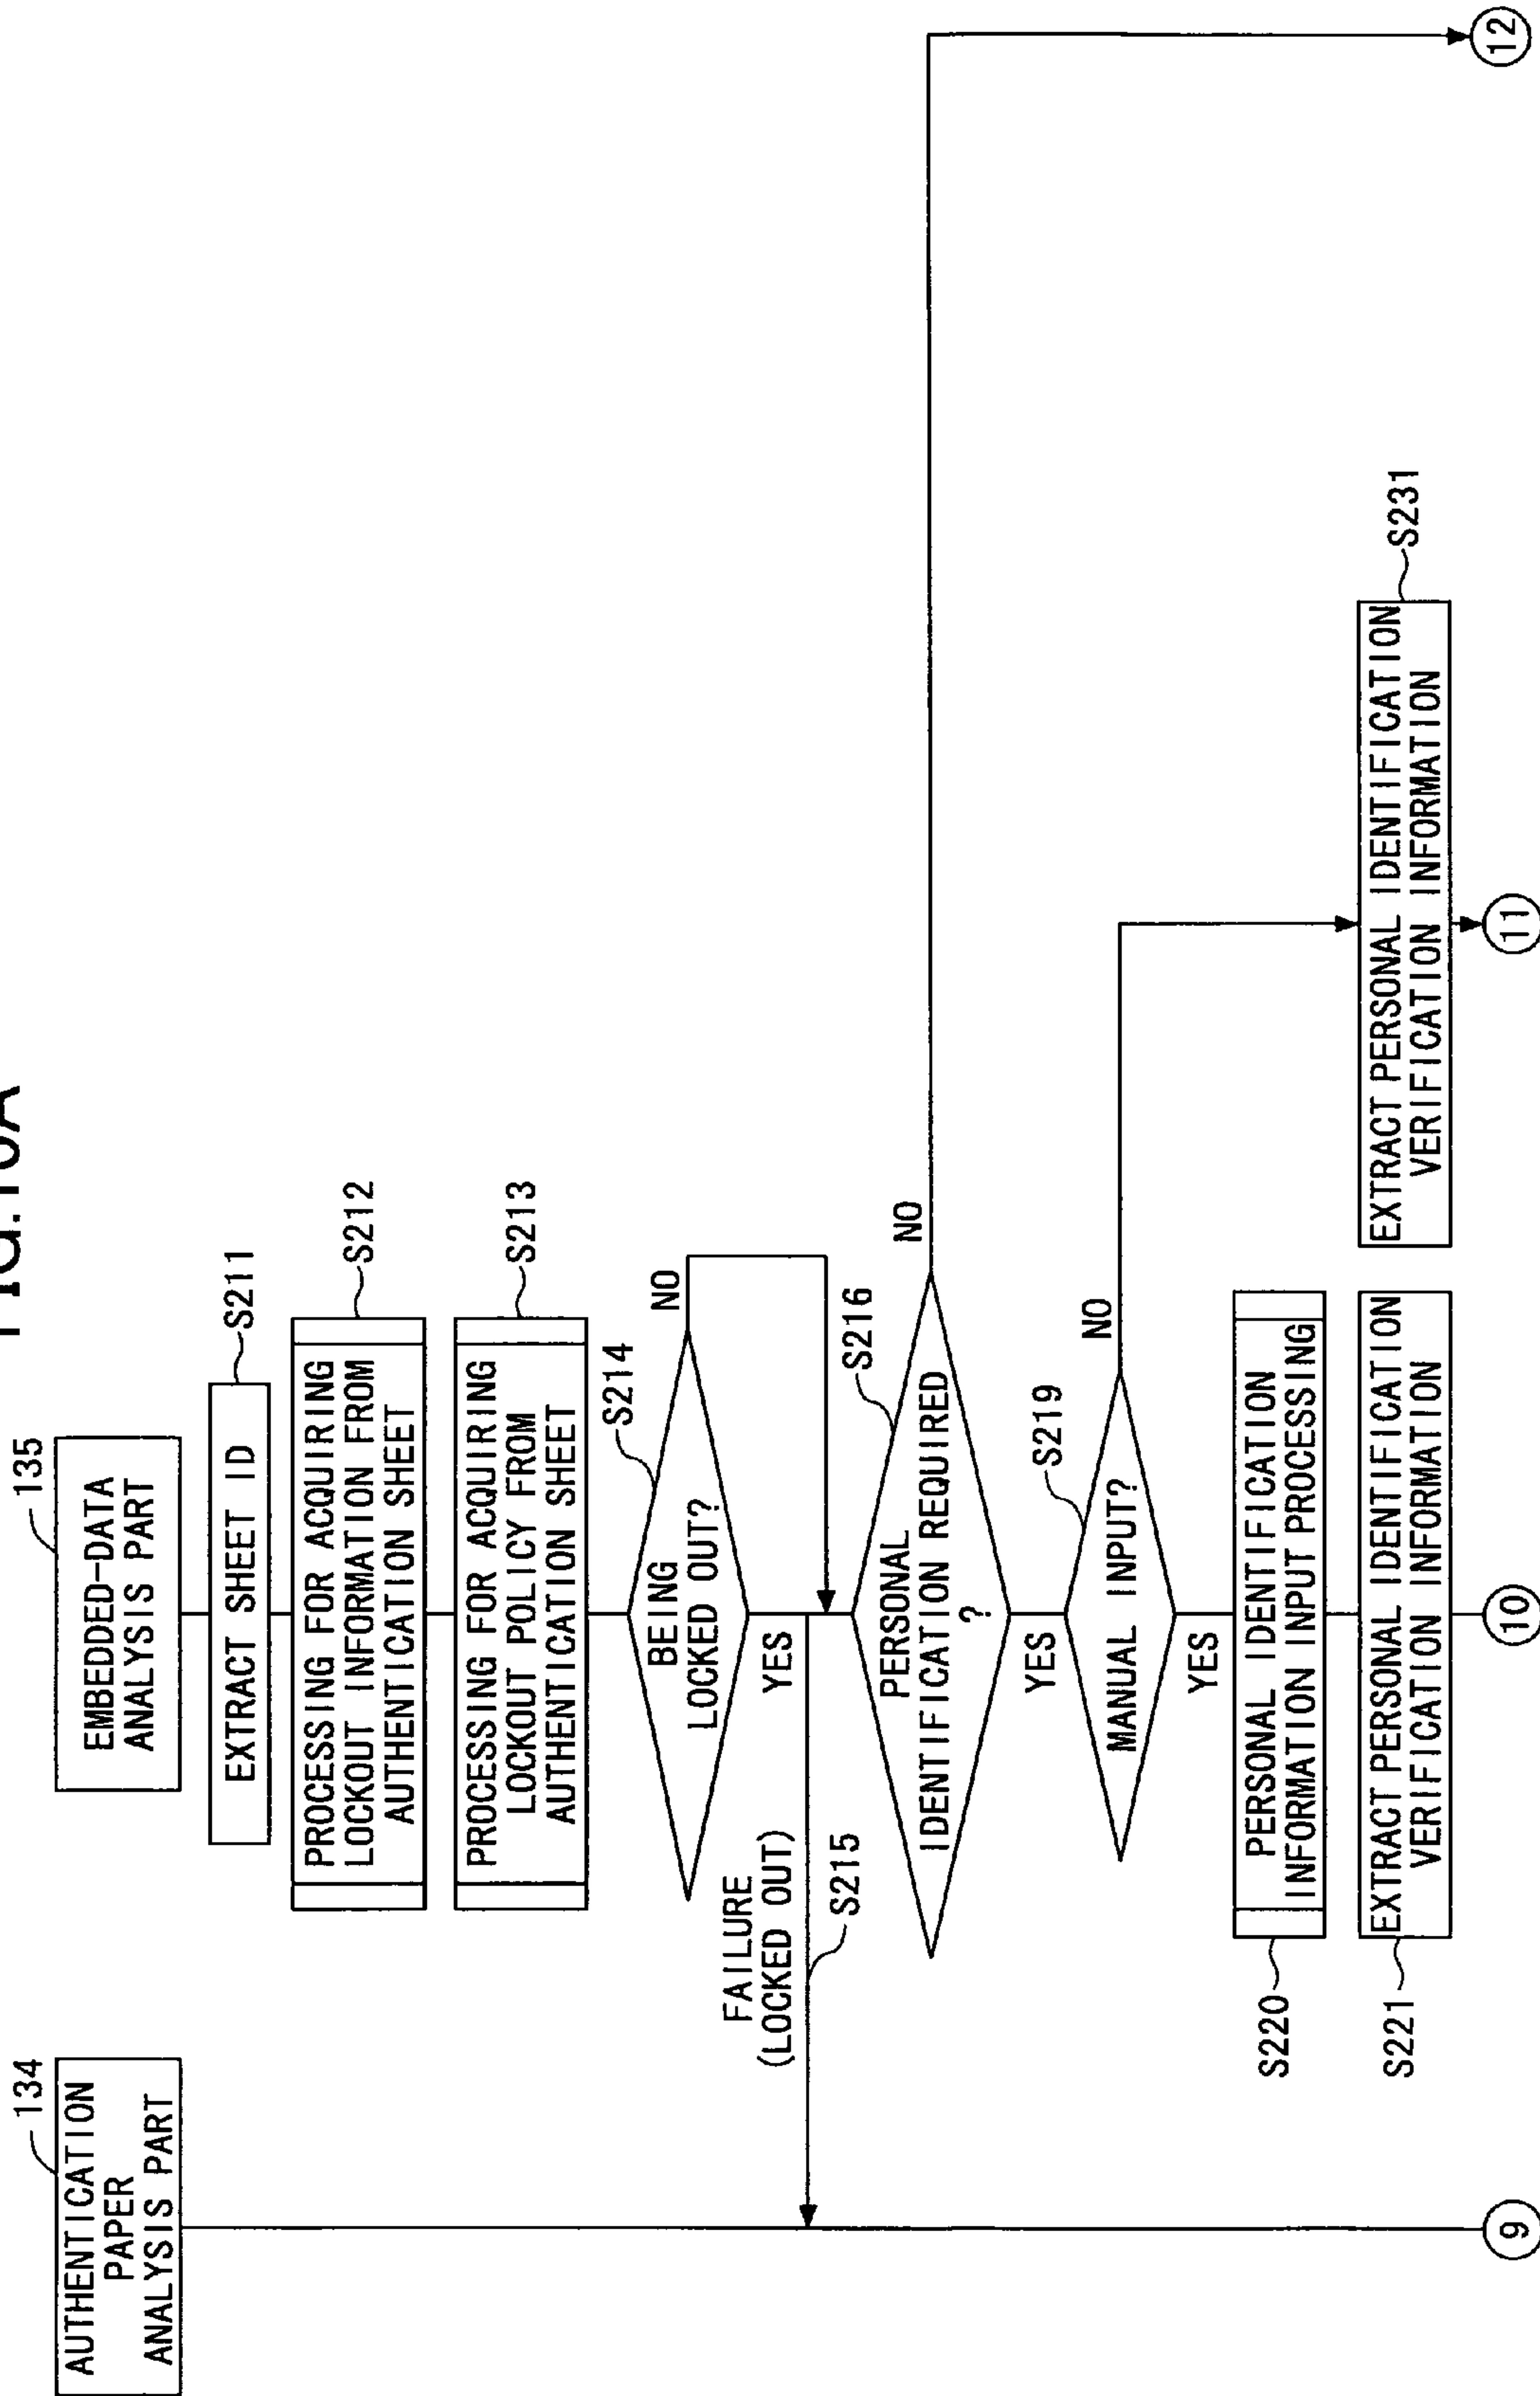 134
AUTHENTICATION
PAPER
ANALYSIS PART
135
EMBEDDED-DATA
ANALYSIS PART
EXTRACT SHEET ID
S211
PROCESSING FOR ACQUIRING
LOCKOUT INFORMATION FROM
AUTHENTICATION SHEET
S212
PROCESSING FOR ACQUIRING
LOCKOUT POLICY FROM
AUTHENTICATION SHEET
S213
S214
BEING
LOCKED OUT?
NO
YES
FAILURE
(LOCKED OUT)
S215
S216
PERSONAL
IDENTIFICATION REQUIRED
?
NO
YES
S219
MANUAL INPUT?
NO
YES
S220
PERSONAL IDENTIFICATION
INFORMATION INPUT PROCESSING
S221
EXTRACT PERSONAL IDENTIFICATION
VERIFICATION INFORMATION
S231
EXTRACT PERSONAL IDENTIFICATION
VERIFICATION INFORMATION
9
10
11
12